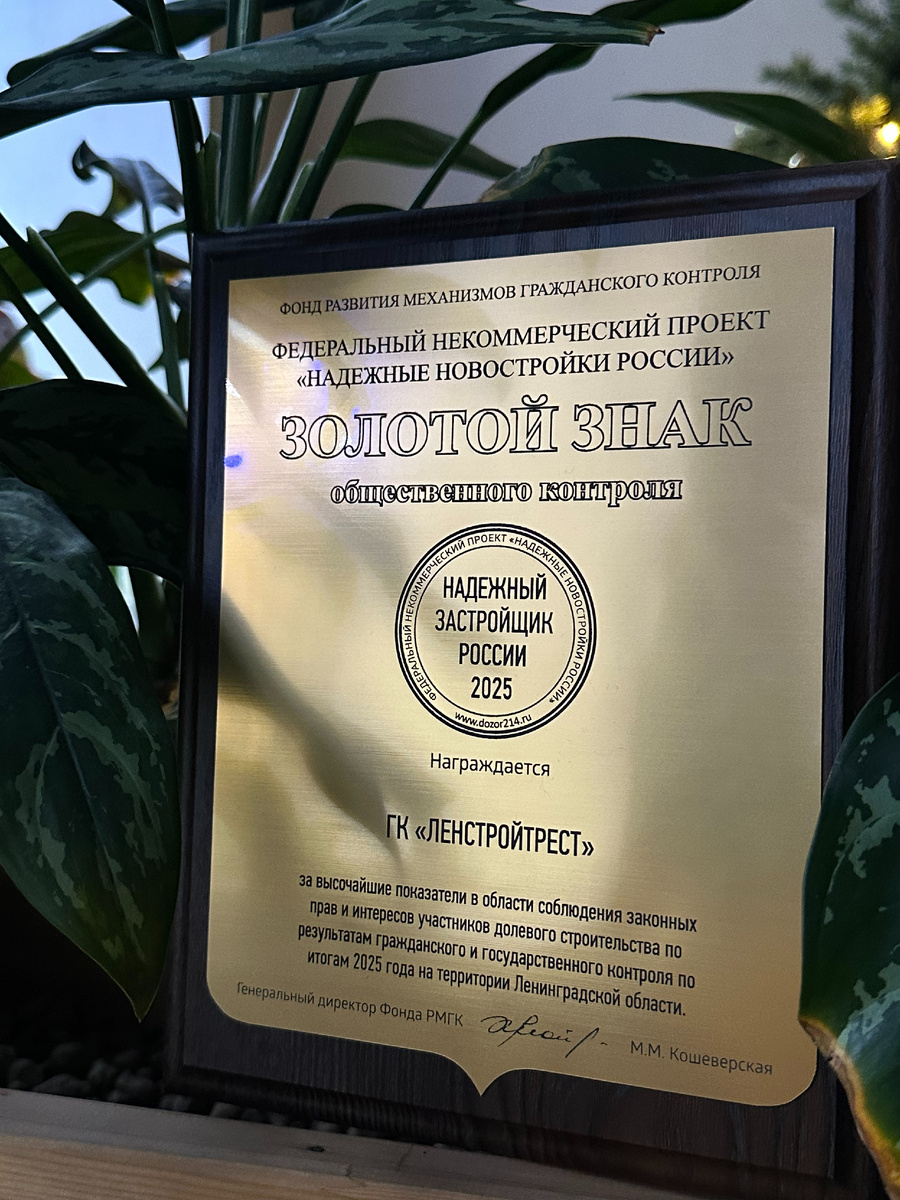 ФОНД РАЗВИТИЯ МЕХАНИЗМОВ ГРАЖДАНСКОГО КОНТРОЛЯ
ФЕДЕРАЛЬНЫЙ НЕКОММЕРЧЕСКИЙ ПРОЕКТ
«НАДЕЖНЫЕ НОВОСТРОЙКИ РОССИИ»
ЗОЛОТОЙ ЗНАК
общественного контроля
ФЕДЕРАЛЬНЫЙ НЕКОММЕРЧЕСКИЙ ПРОЕКТ «НАДЕЖНЫЕ НОВОСТРОЙКИ РОССИИ»
НАДЕЖНЫЙ
ЗАСТРОЙЩИК
РОССИИ
2025
www.dozor214.ru
Награждается
ГК «ЛЕНСТРОЙТРЕСТ»
за высочайшие показатели в области соблюдения законных
прав и интересов участников долевого строительства по
результатам гражданского и государственного контроля по
итогам 2025 года на территории Ленинградской области.
Генеральный директор Фонда РМГК М.М. Кошеверская